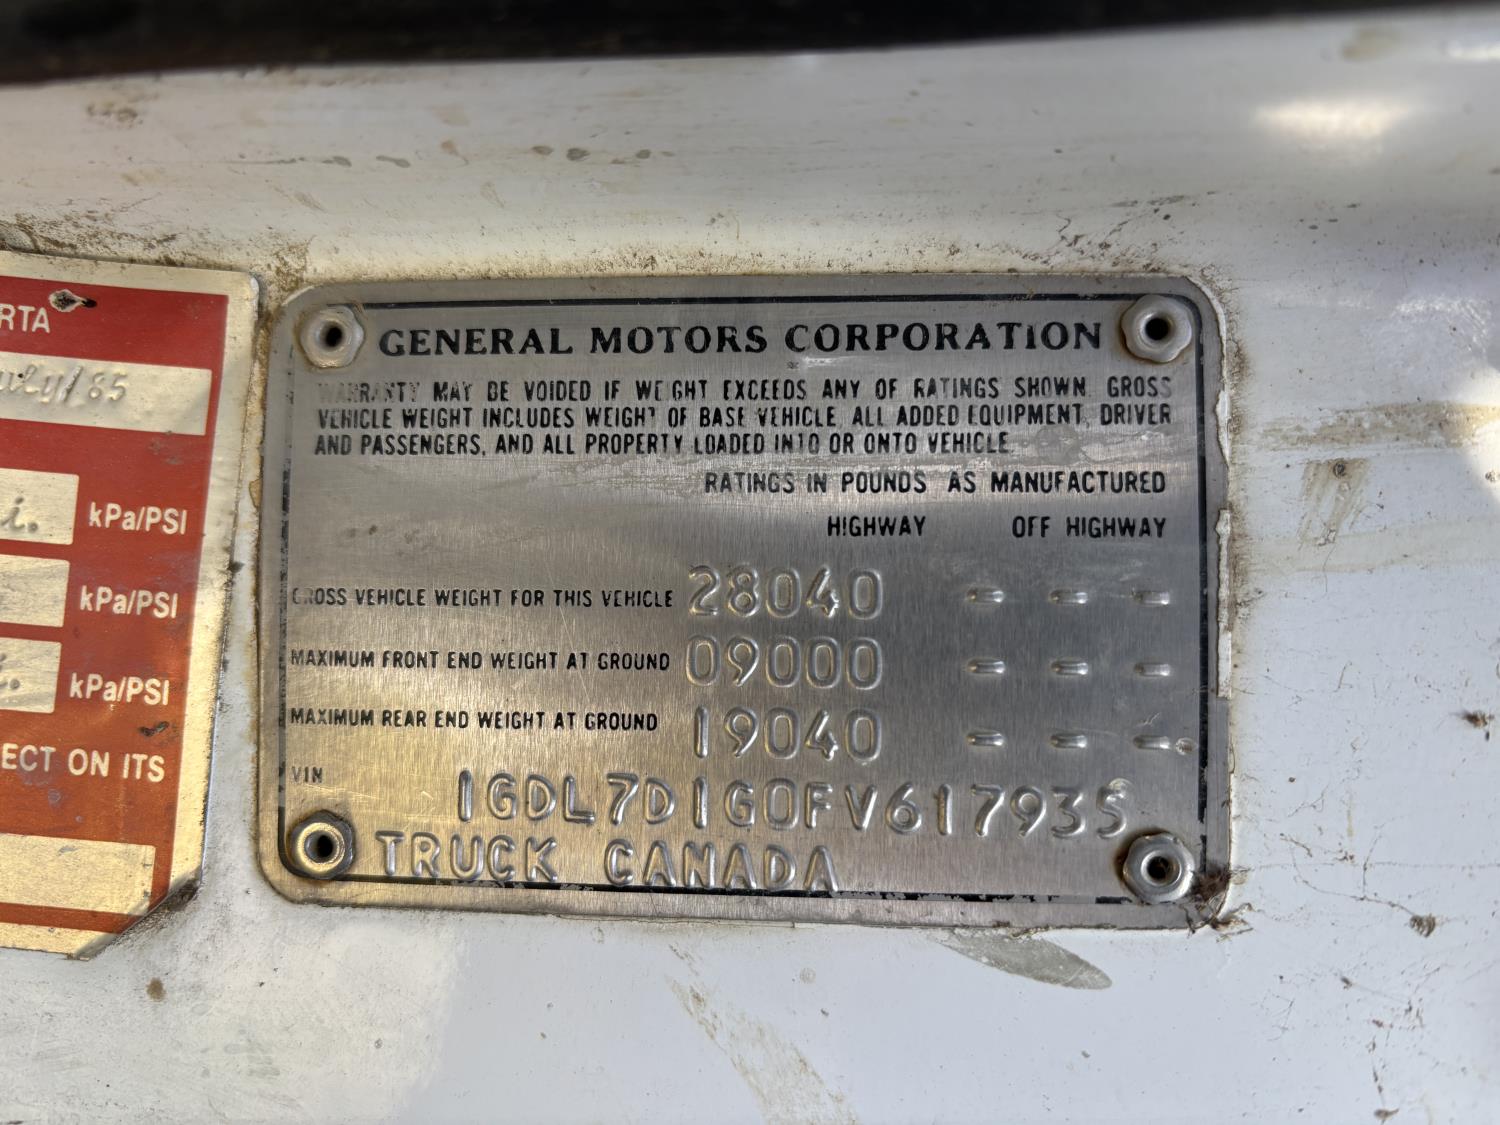 RTA
uly/85
i. kPa/PSI
kPa/PSI
kPa/PSI
ECT ON ITS
GENERAL MOTORS CORPORATION
WARRANTY MAY BE VOIDED IF WEIGHT EXCEEDS ANY OF RATINGS SHOWN. GROSS
VEHICLE WEIGHT INCLUDES WEIGHT OF BASE VEHICLE, ALL ADDED EQUIPMENT, DRIVER
AND PASSENGERS, AND ALL PROPERTY LOADED INTO OR ONTO VEHICLE.
RATINGS IN POUNDS AS MANUFACTURED
HIGHWAY OFF HIGHWAY
GROSS VEHICLE WEIGHT FOR THIS VEHICLE 28040 - - -
MAXIMUM FRONT END WEIGHT AT GROUND 09000 - - -
MAXIMUM REAR END WEIGHT AT GROUND 19040 - - -
VIN 1GDL7D1G0FV617935
TRUCK CANADA